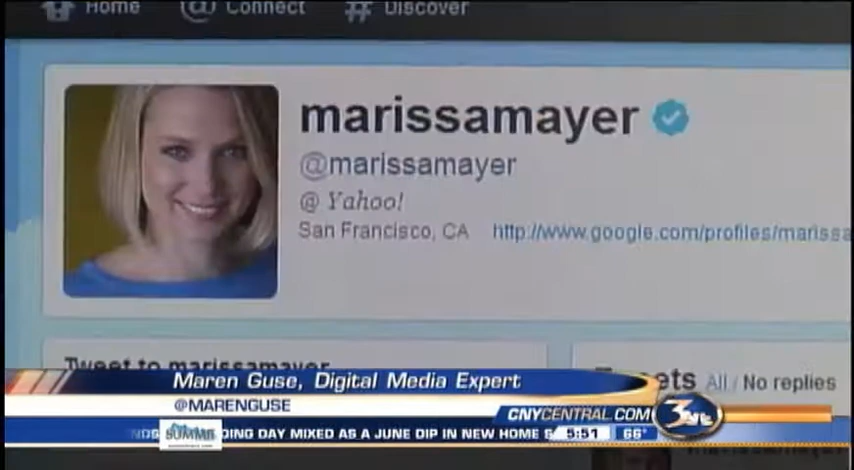 Home @ Connect # Discover
marissamayer
@marissamayer
@ Yahoo!
San Francisco, CA http://www.google.com/profiles/marissa
Tweet to marissamayer
Tweets All / No replies
Maren Guse, Digital Media Expert
@MARENGUSE
CNYCENTRAL.COM 3
SUMMIT DING DAY MIXED AS A JUNE DIP IN NEW HOME S 5:51 66°